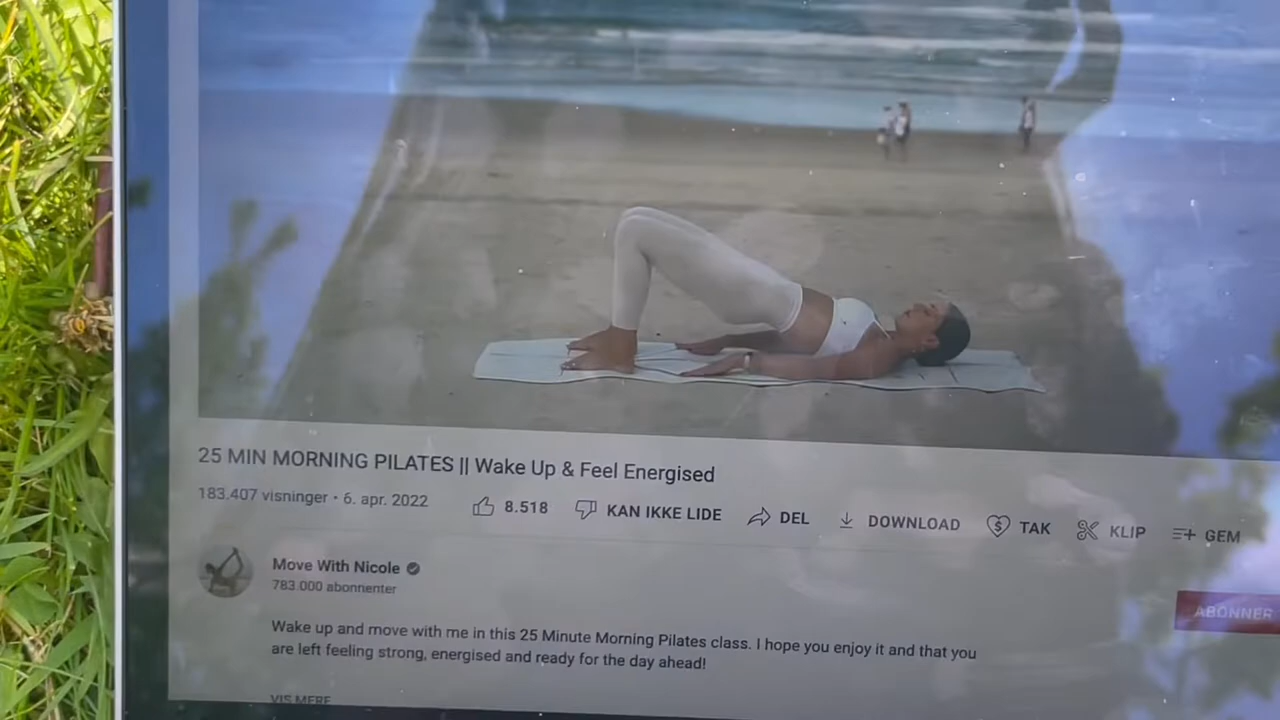 25 MIN MORNING PILATES || Wake Up & Feel Energised
183.407 visninger • 6. apr. 2022 8.518 KAN IKKE LIDE DEL DOWNLOAD TAK KLIP GEM
Move With Nicole
783.000 abonnenter
ABONNER
Wake up and move with me in this 25 Minute Morning Pilates class. I hope you enjoy it and that you
are left feeling strong, energised and ready for the day ahead!
VIS MERE